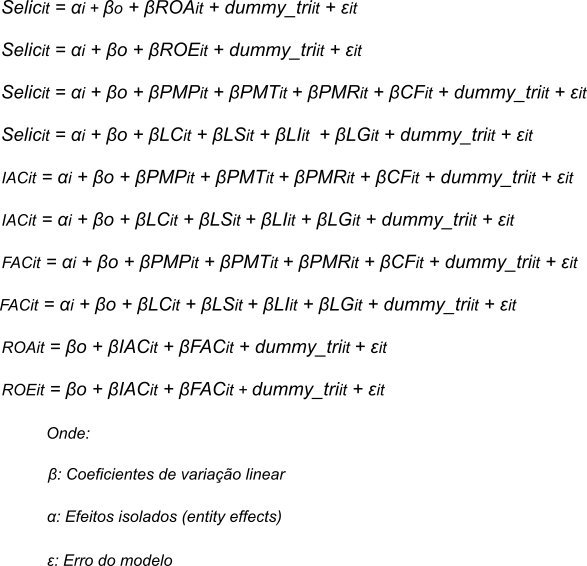 Selicit = αi + βo + βROAit + dummy_triit + εit
Selicit = αi + βo + βROEit + dummy_triit + εit
Selicit = αi + βo + βPMPit + βPMTit + βPMRit + βCFit + dummy_triit + εit
Selicit = αi + βo + βLCit + βLSit + βLIit + βLGit + dummy_triit + εit
IACit = αi + βo + βPMPit + βPMTit + βPMRit + βCFit + dummy_triit + εit
IACit = αi + βo + βLCit + βLSit + βLIit + βLGit + dummy_triit + εit
FACit = αi + βo + βPMPit + βPMTit + βPMRit + βCFit + dummy_triit + εit
FACit = αi + βo + βLCit + βLSit + βLIit + βLGit + dummy_triit + εit
ROAit = βo + βIACit + βFACit + dummy_triit + εit
ROEit = βo + βIACit + βFACit + dummy_triit + εit
Onde:
β: Coeficientes de variação linear
α: Efeitos isolados (entity effects)
ε: Erro do modelo